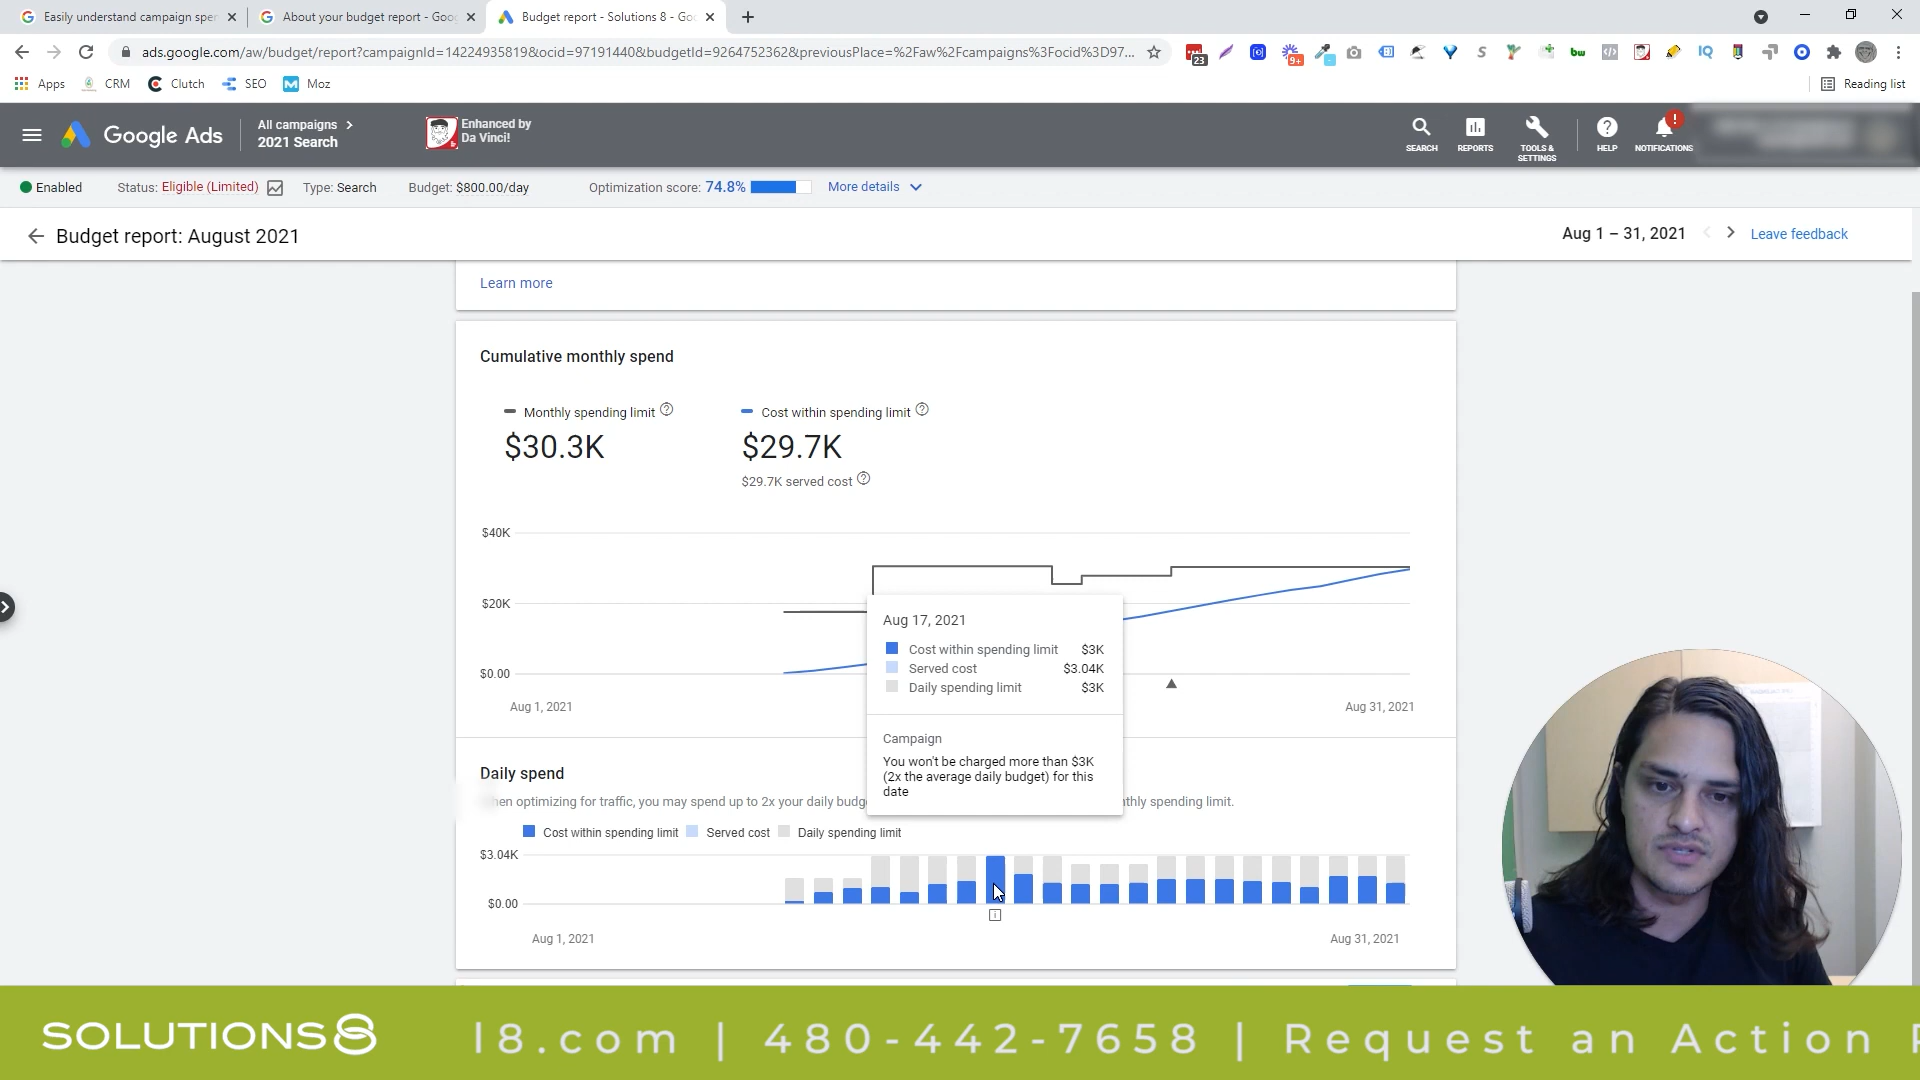 Easily understand campaign spen
About your budget report - Goog
Budget report - Solutions 8 - Goo
ads.google.com/aw/budget/report?campaignId=14224935819&ocid=97191440&budgetId=9264752362&previousPlace=%2Faw%2Fcampaigns%3Focid%3D97...
23
9+
S
bw
IQ
Apps
CRM
Clutch
SEO
Moz
Reading list
Google Ads
All campaigns
2021 Search
Enhanced by
Da Vinci!
SEARCH
REPORTS
TOOLS &
SETTINGS
HELP
NOTIFICATIONS
Enabled
Status: Eligible (Limited)
Type: Search
Budget: $800.00/day
Optimization score: 74.8%
More details
Budget report: August 2021
Aug 1 – 31, 2021
Leave feedback
Learn more
Cumulative monthly spend
Monthly spending limit
$30.3K
Cost within spending limit
$29.7K
$29.7K served cost
$40K
$20K
$0.00
Aug 1, 2021
Aug 31, 2021
Aug 17, 2021
Cost within spending limit $3K
Served cost $3.04K
Daily spending limit $3K
Campaign
You won't be charged more than $3K
(2x the average daily budget) for this
date
Daily spend
hen optimizing for traffic, you may spend up to 2x your daily budg
thly spending limit.
Cost within spending limit
Served cost
Daily spending limit
$3.04K
$0.00
Aug 1, 2021
Aug 31, 2021
SOLUTIONS8
l8.com | 480-442-7658 | Request an Action P